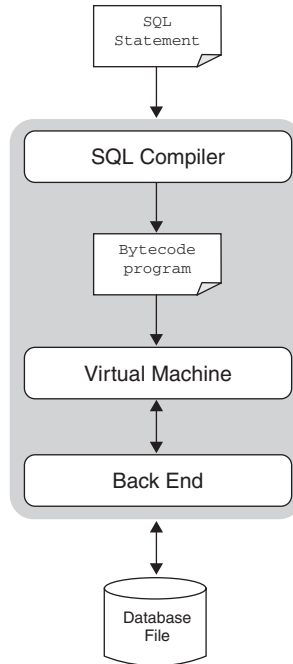 SQL
Statement
SQL Compiler
Bytecode
program
Virtual Machine
Back End
Database
File